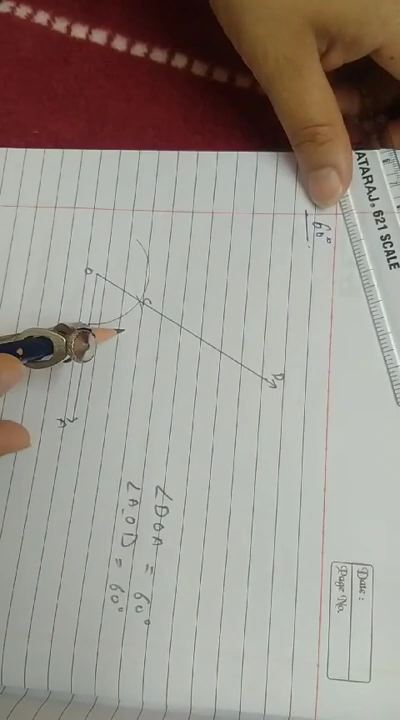 60°
NATARAJ® 621 SCALE
Date :
Page No.
D
C
O
A
∠DOA = 60°
∠AOD = 60°